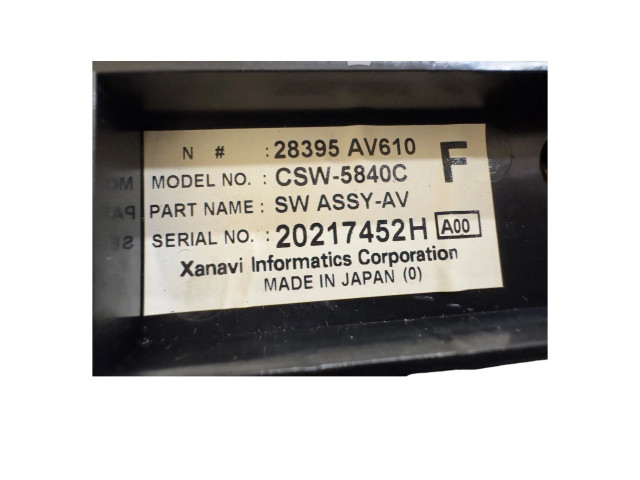 N # : 28395 AV610 F
MODEL NO. : CSW-5840C
PART NAME : SW ASSY-AV
SERIAL NO. : 20217452H A00
Xanavi Informatics Corporation
MADE IN JAPAN (0)